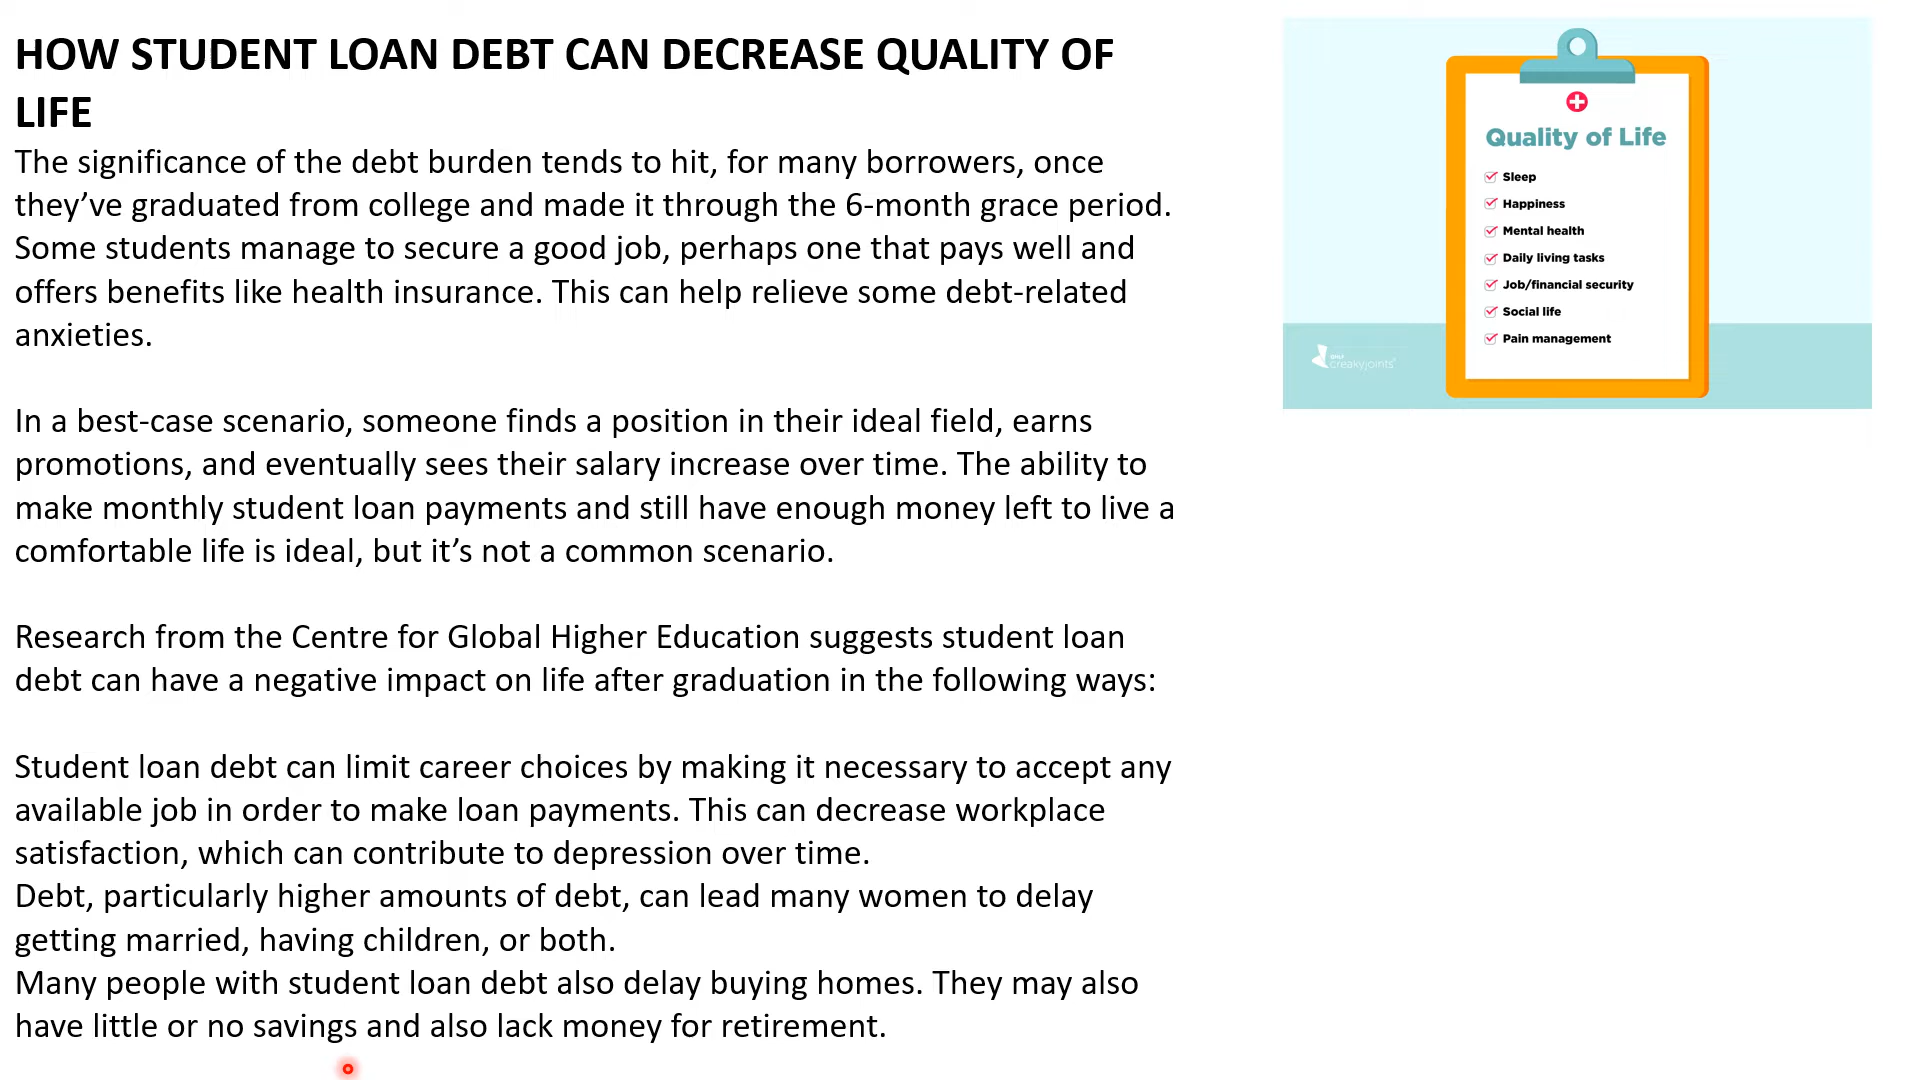 HOW STUDENT LOAN DEBT CAN DECREASE QUALITY OF
LIFE
The significance of the debt burden tends to hit, for many borrowers, once
they’ve graduated from college and made it through the 6-month grace period.
Some students manage to secure a good job, perhaps one that pays well and
offers benefits like health insurance. This can help relieve some debt-related
anxieties.
In a best-case scenario, someone finds a position in their ideal field, earns
promotions, and eventually sees their salary increase over time. The ability to
make monthly student loan payments and still have enough money left to live a
comfortable life is ideal, but it’s not a common scenario.
Research from the Centre for Global Higher Education suggests student loan
debt can have a negative impact on life after graduation in the following ways:
Student loan debt can limit career choices by making it necessary to accept any
available job in order to make loan payments. This can decrease workplace
satisfaction, which can contribute to depression over time.
Debt, particularly higher amounts of debt, can lead many women to delay
getting married, having children, or both.
Many people with student loan debt also delay buying homes. They may also
have little or no savings and also lack money for retirement.
Quality of Life
Sleep
Happiness
Mental health
Daily living tasks
Job/financial security
Social life
Pain management
creakyjoints